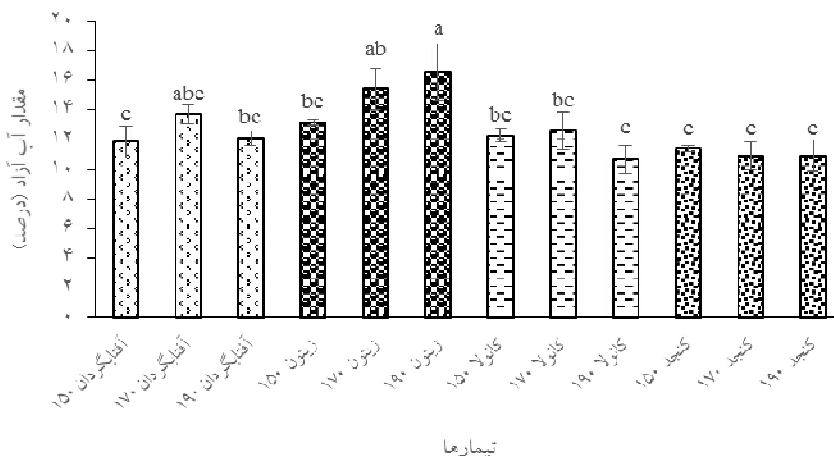 ۲۰
۱۸
۱۶
۱۴
۱۲
۱۰
۸
۶
۴
۲
۰
مقدار آب آزاد (درصد)
c
abc
bc
bc
ab
a
bc
bc
c
c
c
c
آفتابگردان ۱۵۰
آفتابگردان ۱۷۰
آفتابگردان ۱۹۰
زیتون ۱۵۰
زیتون ۱۷۰
زیتون ۱۹۰
کانولا ۱۵۰
کانولا ۱۷۰
کانولا ۱۹۰
کنجد ۱۵۰
کنجد ۱۷۰
کنجد ۱۹۰
تیمارها